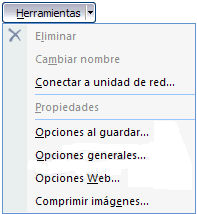 Herramientas
Eliminar
Cambiar nombre
Conectar a unidad de red...
Propiedades
Opciones al guardar...
Opciones generales...
Opciones Web...
Comprimir imágenes...